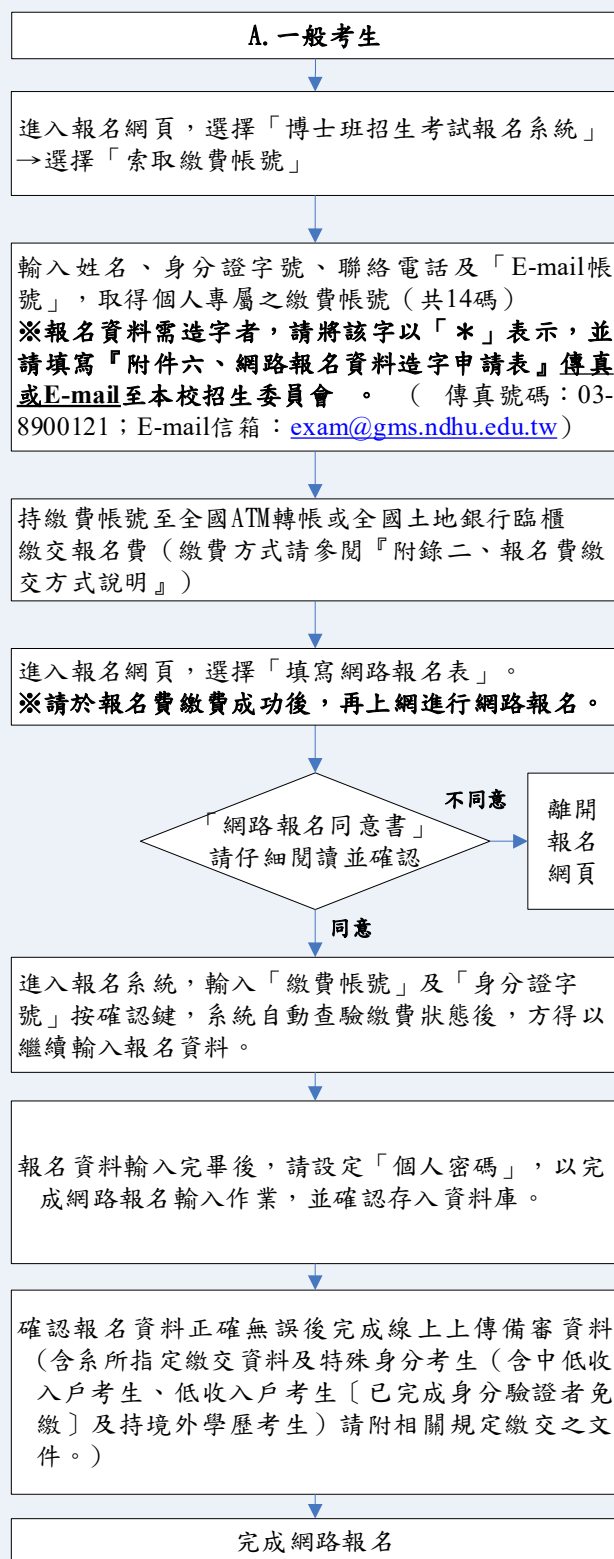 A.一般考生
進入報名網頁，選擇「博士班招生考試報名系統」
→選擇「索取繳費帳號」
輸入姓名、身分證字號、聯絡電話及「E-mail帳
號」，取得個人專屬之繳費帳號（共14碼）
※報名資料需造字者，請將該字以「＊」表示，並
請填寫『附件六、網路報名資料造字申請表』傳真
或E-mail至本校招生委員會 。 （ 傳真號碼：03-
8900121；E-mail信箱：exam@gms.ndhu.edu.tw）
持繳費帳號至全國ATM轉帳或全國土地銀行臨櫃
繳交報名費（繳費方式請參閱『附錄二、報名費繳
交方式說明』）
進入報名網頁，選擇「填寫網路報名表」。
※請於報名費繳費成功後，再上網進行網路報名。
「網路報名同意書」
請仔細閱讀並確認
不同意
離開
報名
網頁
同意
進入報名系統，輸入「繳費帳號」及「身分證字
號」按確認鍵，系統自動查驗繳費狀態後，方得以
繼續輸入報名資料。
報名資料輸入完畢後，請設定「個人密碼」，以完
成網路報名輸入作業，並確認存入資料庫。
確認報名資料正確無誤後完成線上上傳備審資料
（含系所指定繳交資料及特殊身分考生（含中低收
入戶考生、低收入戶考生〔已完成身分驗證者免
繳〕及持境外學歷考生）請附相關規定繳交之文
件。）
完成網路報名